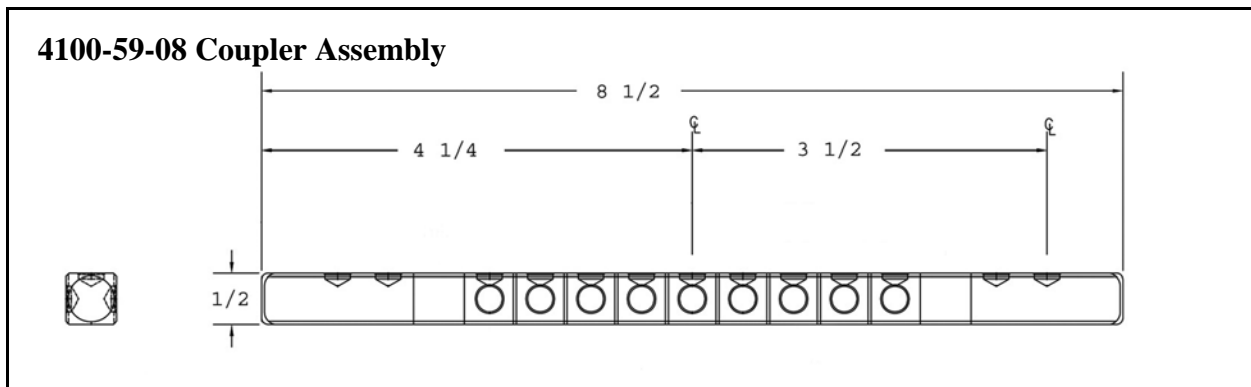 4100-59-08 Coupler Assembly
8 1/2
℄ ℄
4 1/4 3 1/2
1/2